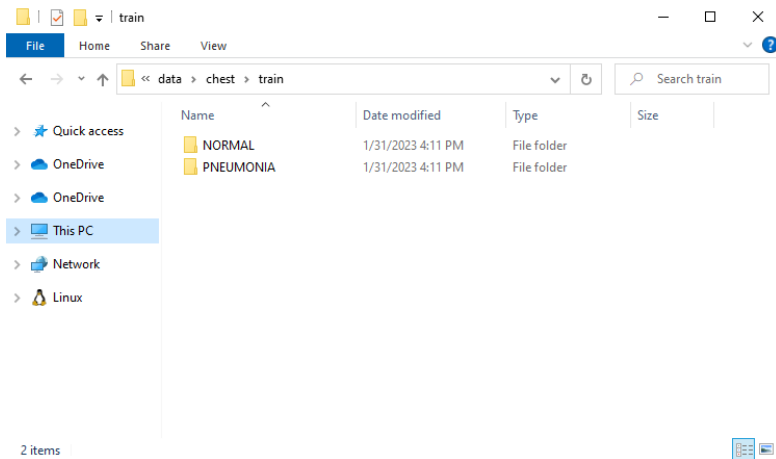 train
File Home Share View
« data > chest > train Search train
Name Date modified Type Size
Quick access
OneDrive
OneDrive
This PC
Network
Linux
NORMAL 1/31/2023 4:11 PM File folder
PNEUMONIA 1/31/2023 4:11 PM File folder
2 items